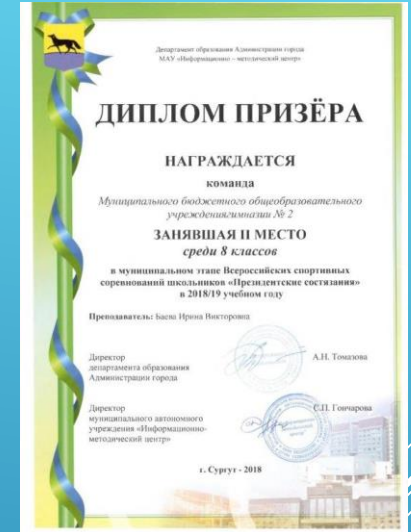 Департамент образования Администрации города
МАУ «Информационно – методический центр»
ДИПЛОМ ПРИЗЁРА
НАГРАЖДАЕТСЯ
команда
Муниципального бюджетного общеобразовательного
учреждениягимназии № 2
ЗАНЯВШАЯ II МЕСТО
среди 8 классов
в муниципальном этапе Всероссийских спортивных
соревнований школьников «Президентские состязания»
в 2018/19 учебном году
Преподаватель: Баева Ирина Викторовна
Директор
департамента образования
Администрации города
А.Н. Томазова
Директор
муниципального автономного
учреждения «Информационно-
методический центр»
С.П. Гончарова
г. Сургут - 2018